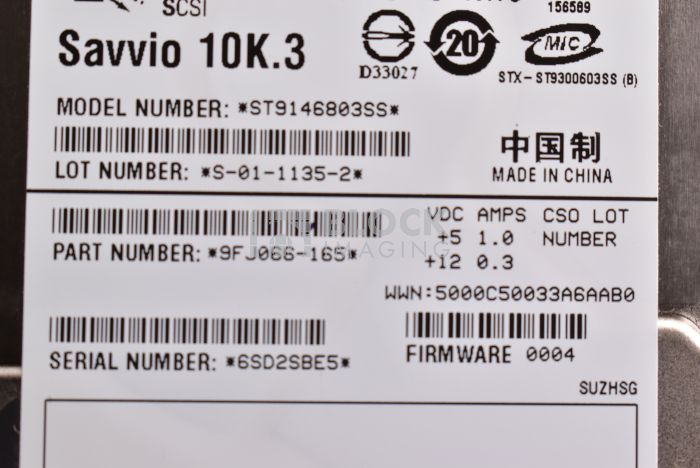 SCSI
156589
Savvio 10K.3
20
MIC
D33027
STX-ST9300603SS (B)
MODEL NUMBER: *ST9146803SS*
LOT NUMBER: *S-01-1135-2*
中国制
MADE IN CHINA
BLOCK
IMAGING
PART NUMBER: *9FJ066-165*
VDC AMPS
+5 1.0
+12 0.3
CSO LOT
NUMBER
WWN:5000C50033A6AAB0
SERIAL NUMBER: *6SD2SBE5*
FIRMWARE 0004
SUZHSG